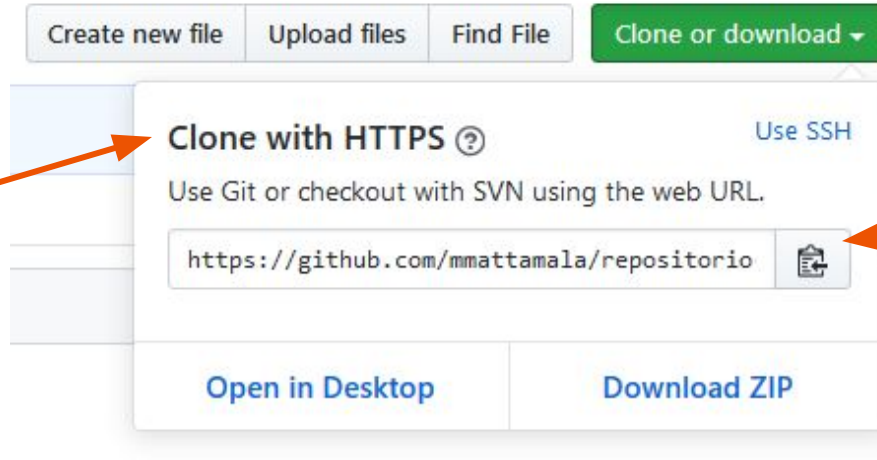 Create new file Upload files Find File Clone or download
Clone with HTTPS ? Use SSH
Use Git or checkout with SVN using the web URL.
https://github.com/mmattamala/repositorio
Open in Desktop Download ZIP